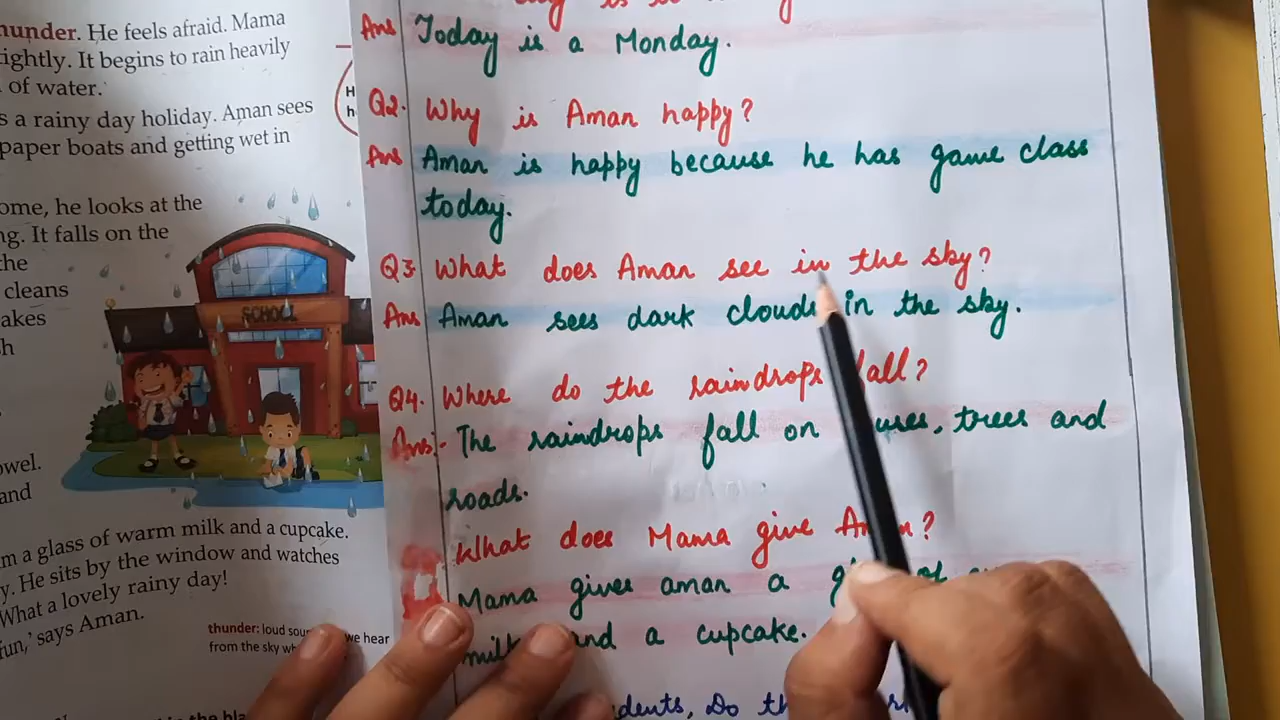 hunder. He feels afraid. Mama
ightly. It begins to rain heavily
of water.
s a rainy day holiday. Aman sees
paper boats and getting wet in
ome, he looks at the
ng. It falls on the
the
cleans
akes
h
SCHOOL
owel.
and
m a glass of warm milk and a cupcake.
y. He sits by the window and watches
What a lovely rainy day!
fun,' says Aman.
thunder: loud sou we hear
from the sky wh
H
h
Ans Today is a Monday.
Q2. Why is Aman happy?
Ans Aman is happy because he has game class
today.
Q3. What does Aman see in the sky?
Ans Aman sees dark clouds in the sky.
Q4. Where do the raindrops fall?
Ans:- The raindrops fall on uses, trees and
roads.
What does Mama give Am n?
Mama gives aman a g of
milk and a cupcake.
dents, Do th